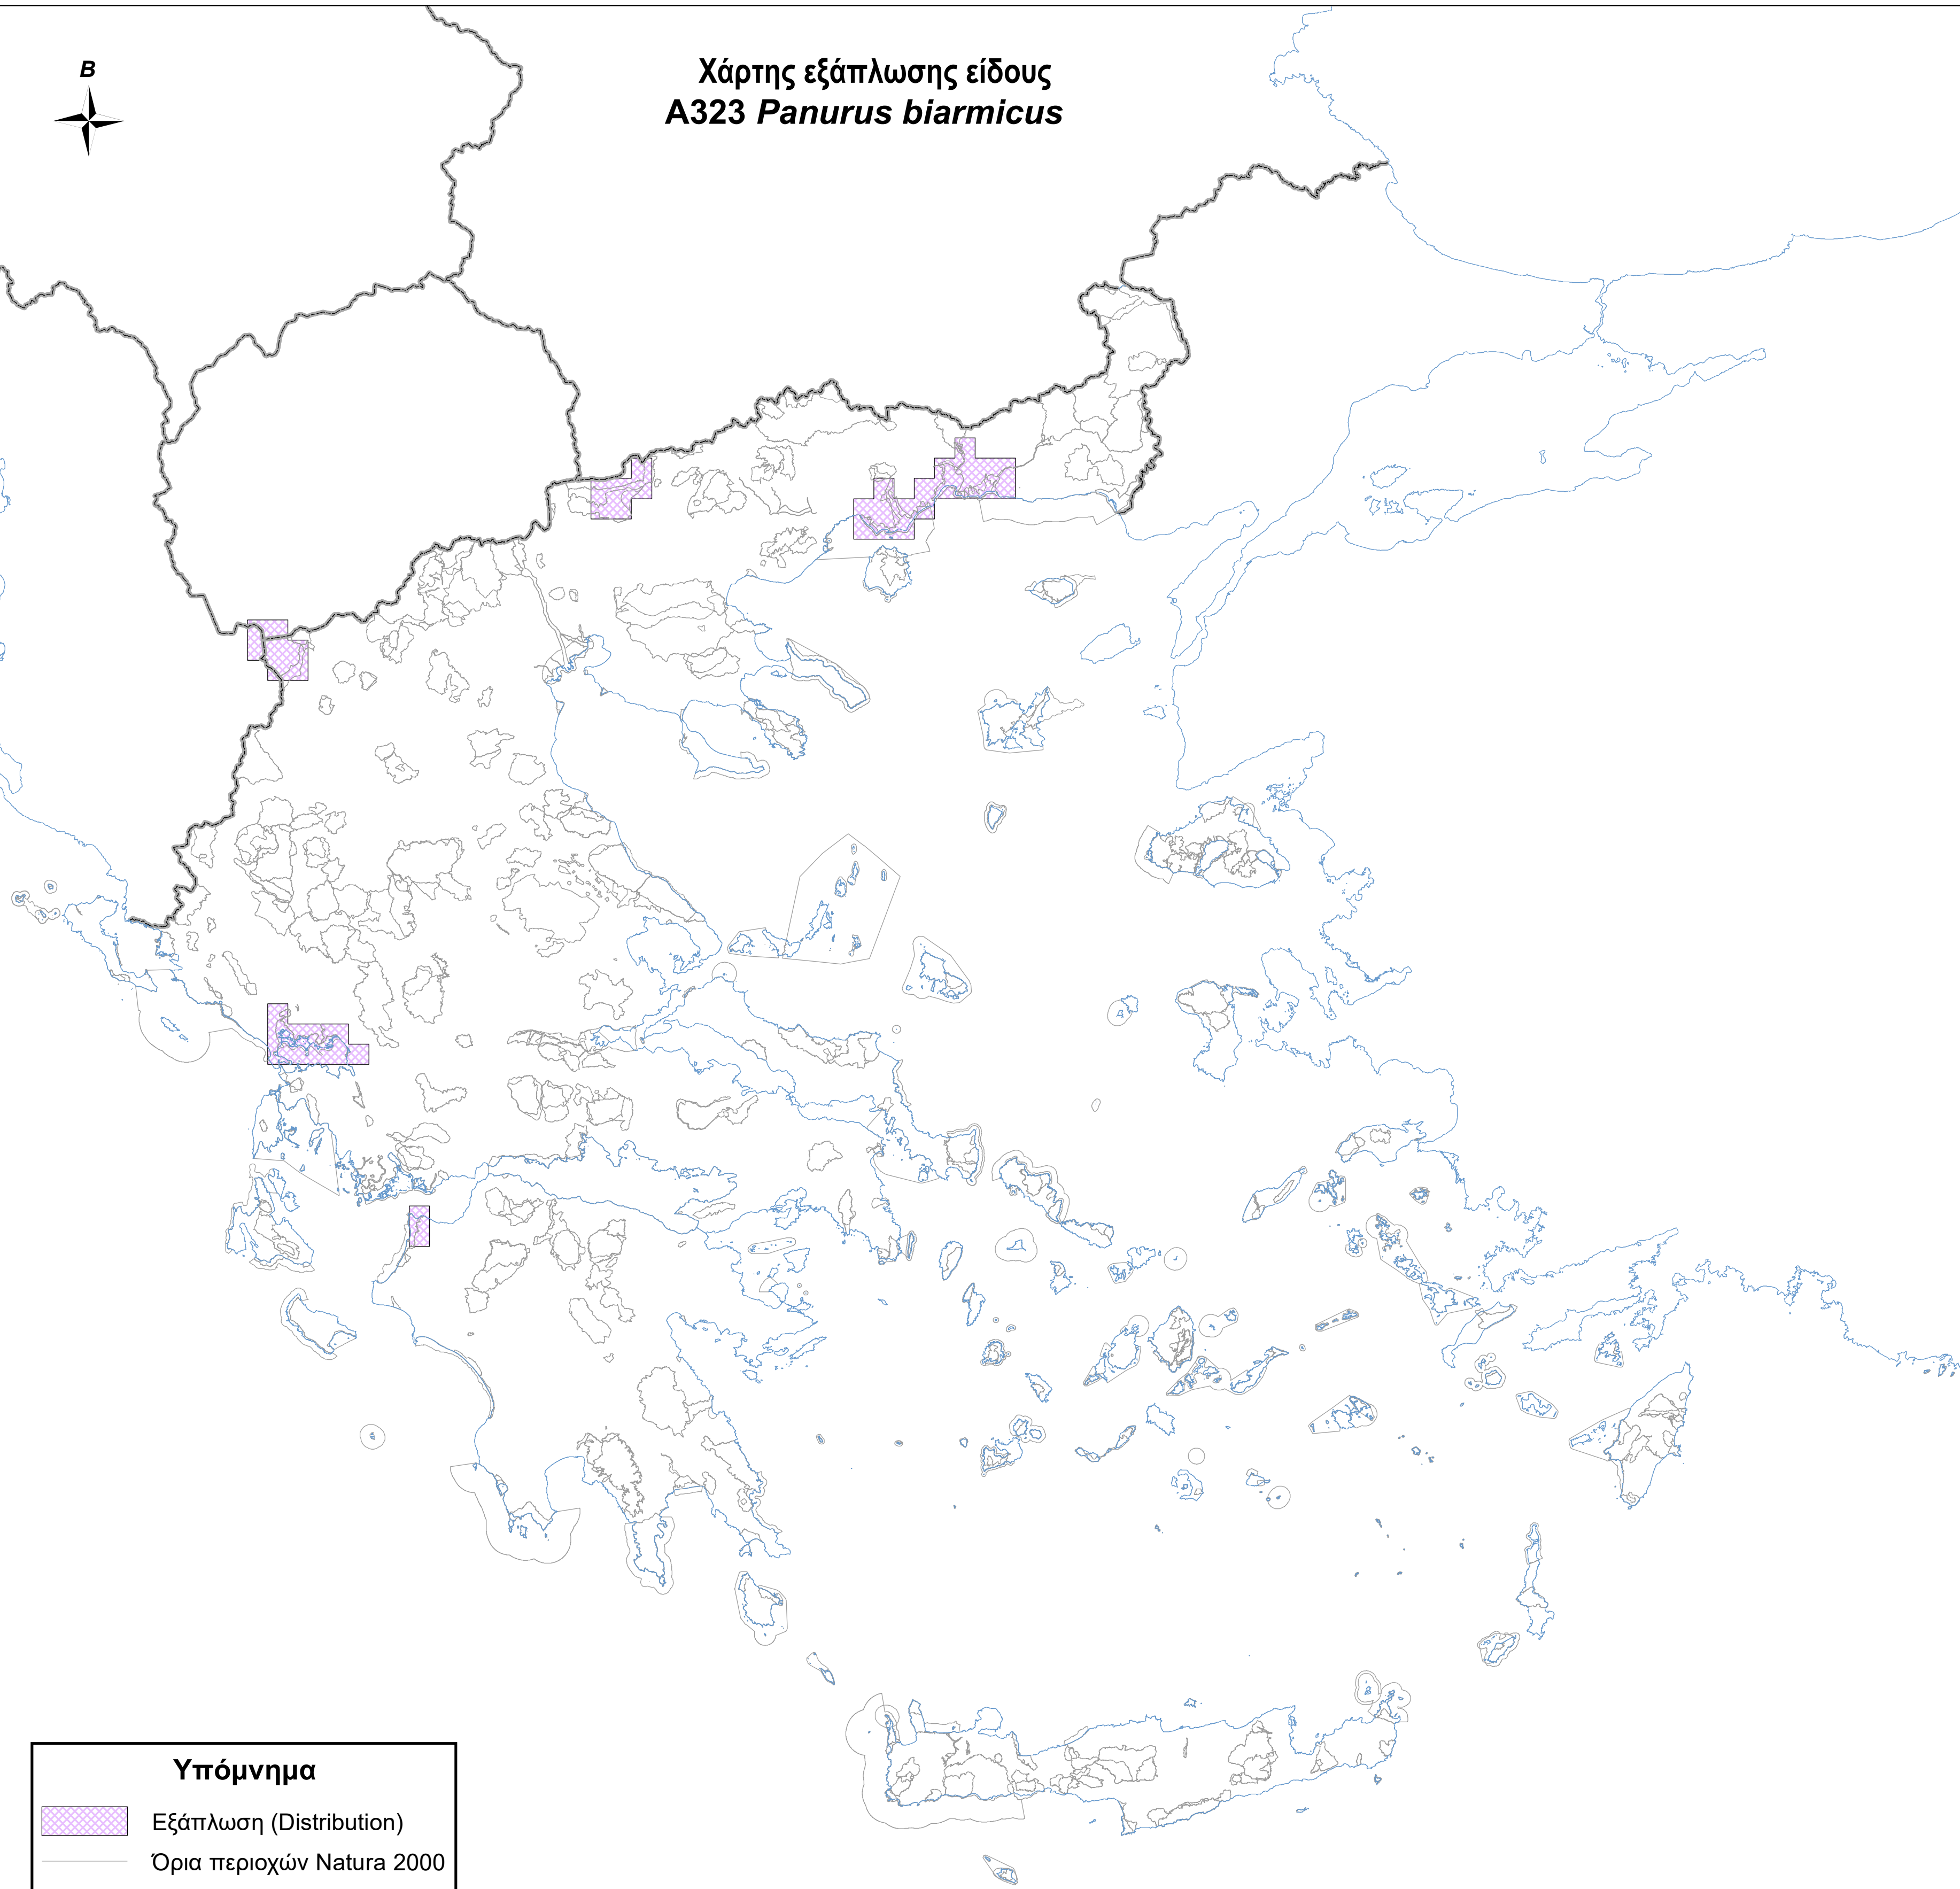 B
Χάρτης εξάπλωσης είδους
A323 Panurus biarmicus
Υπόμνημα
Εξάπλωση (Distribution)
Όρια περιοχών Natura 2000